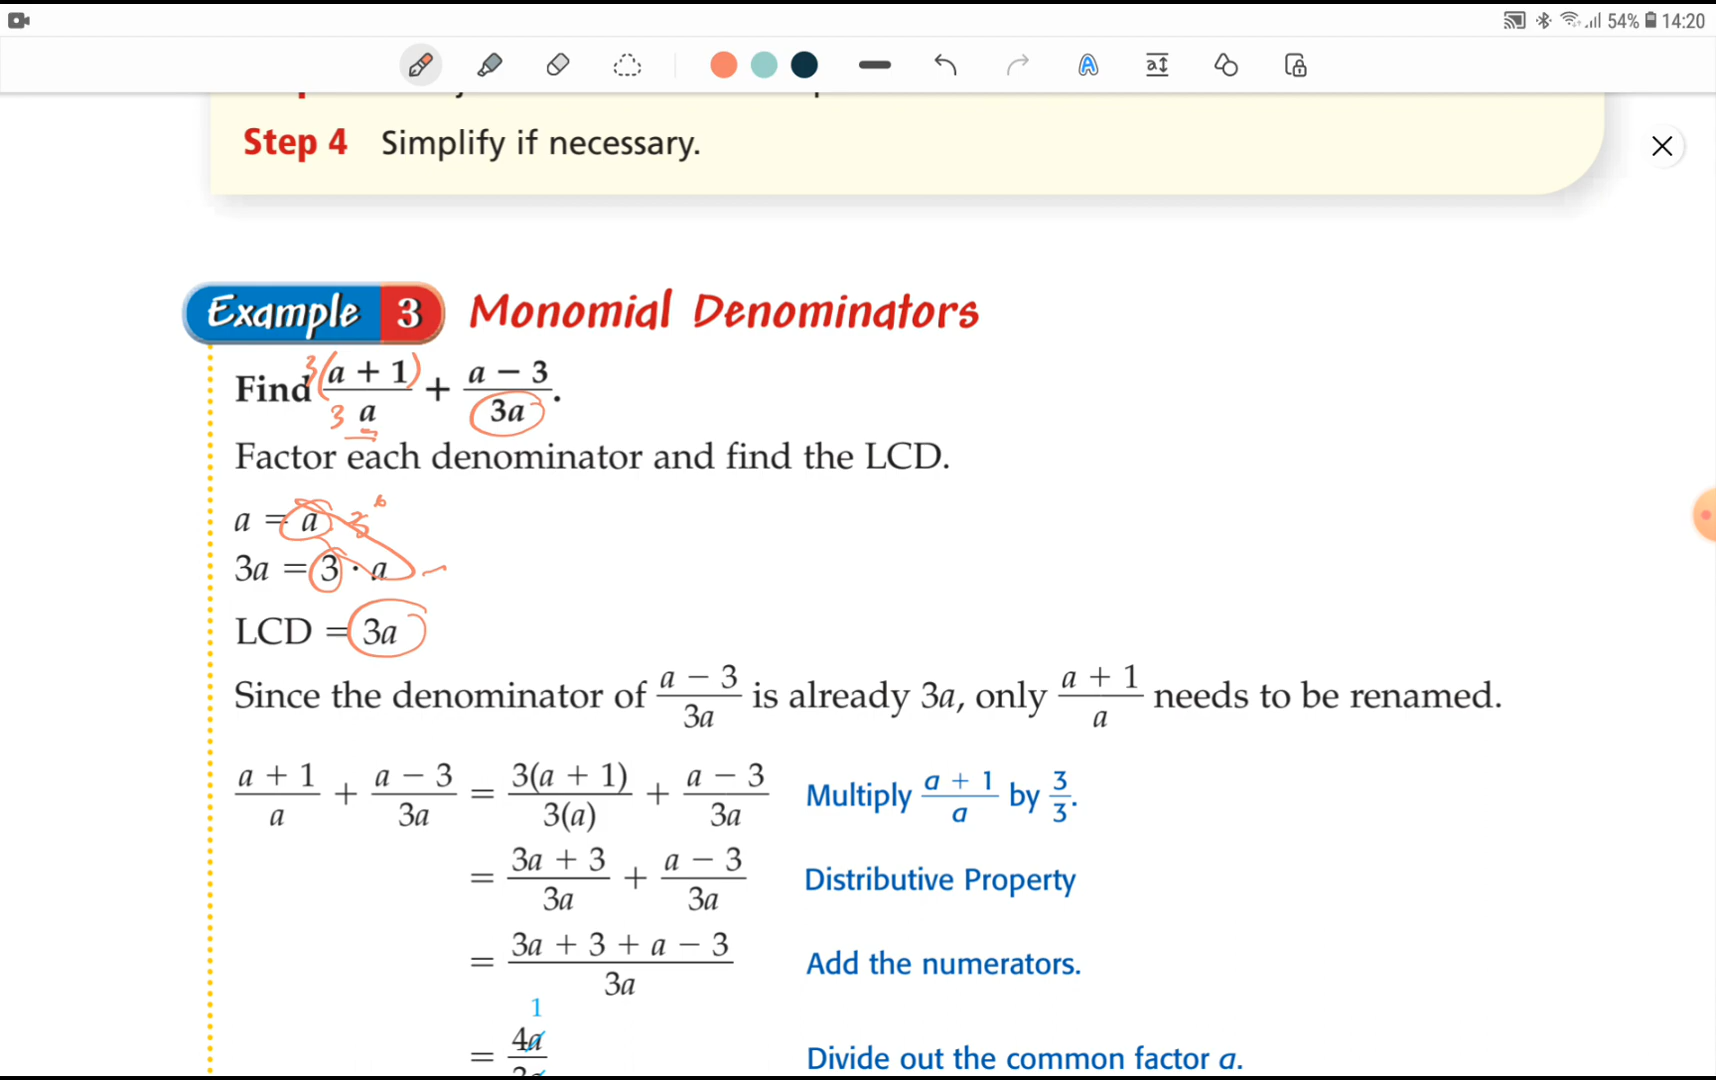 54% 14:20
Step 4 Simplify if necessary.
Example 3 Monomial Denominators
Find 3(a + 1)/3 a + a − 3/3a.
Factor each denominator and find the LCD.
a = a 3
3a = 3 · a
LCD = 3a
Since the denominator of a − 3/3a is already 3a, only a + 1/a needs to be renamed.
a + 1/a + a − 3/3a = 3(a + 1)/3(a) + a − 3/3a Multiply a + 1/a by 3/3.
= 3a + 3/3a + a − 3/3a Distributive Property
= 3a + 3 + a − 3/3a Add the numerators.
1
= 4a Divide out the common factor a.